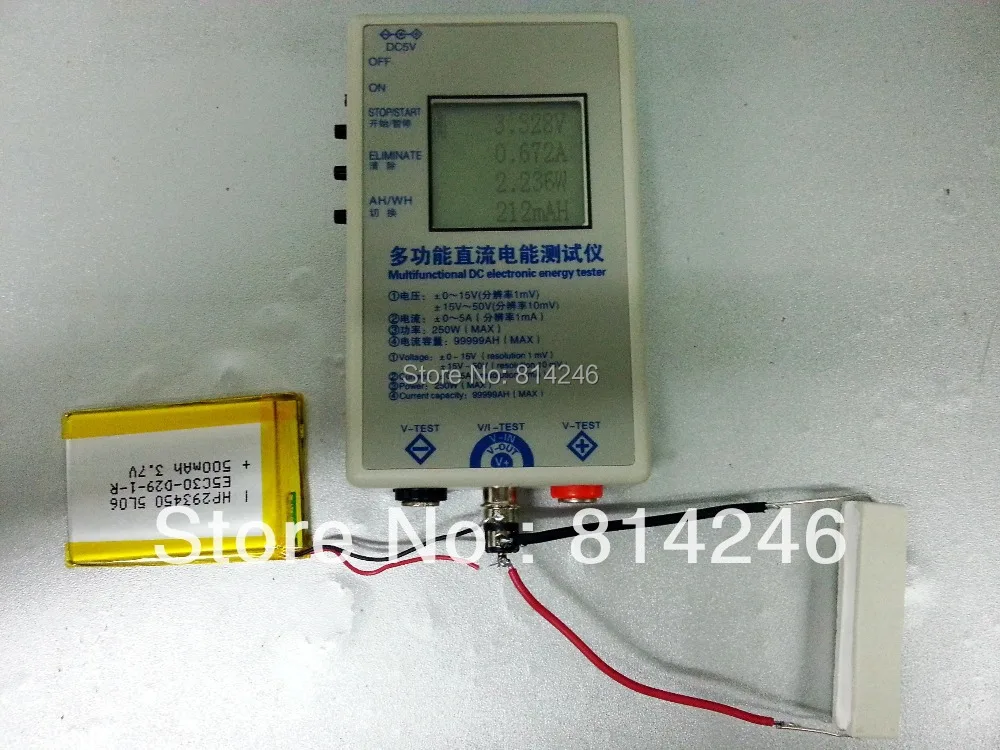 DC5V
OFF
ON
STOP/START
开始/暂停
ELIMINATE
清除
AH/WH
切换
3.328V
0.672A
2.236W
212mAH
多功能直流电能测试仪
Multifunctional DC electronic energy tester
①电压：±0～15V(分辨率1mV)
±15V～50V(分辨率10mV)
②电流：±0～5A(分辨率1mA)
③功率：250W(MAX)
④电流容量：99999AH(MAX)
①Voltage: ±0-15V (resolution 1mV)
Store No: 814246
③Power: 250W(MAX)
④Current capacity: 99999AH(MAX)
V-TEST
V/I-TEST
V-TEST
V-IN
V-OUT
V+
I HP293450 5L06
E5C30-D29-1-R
+ 500mAh 3.7V
Store No : 814246